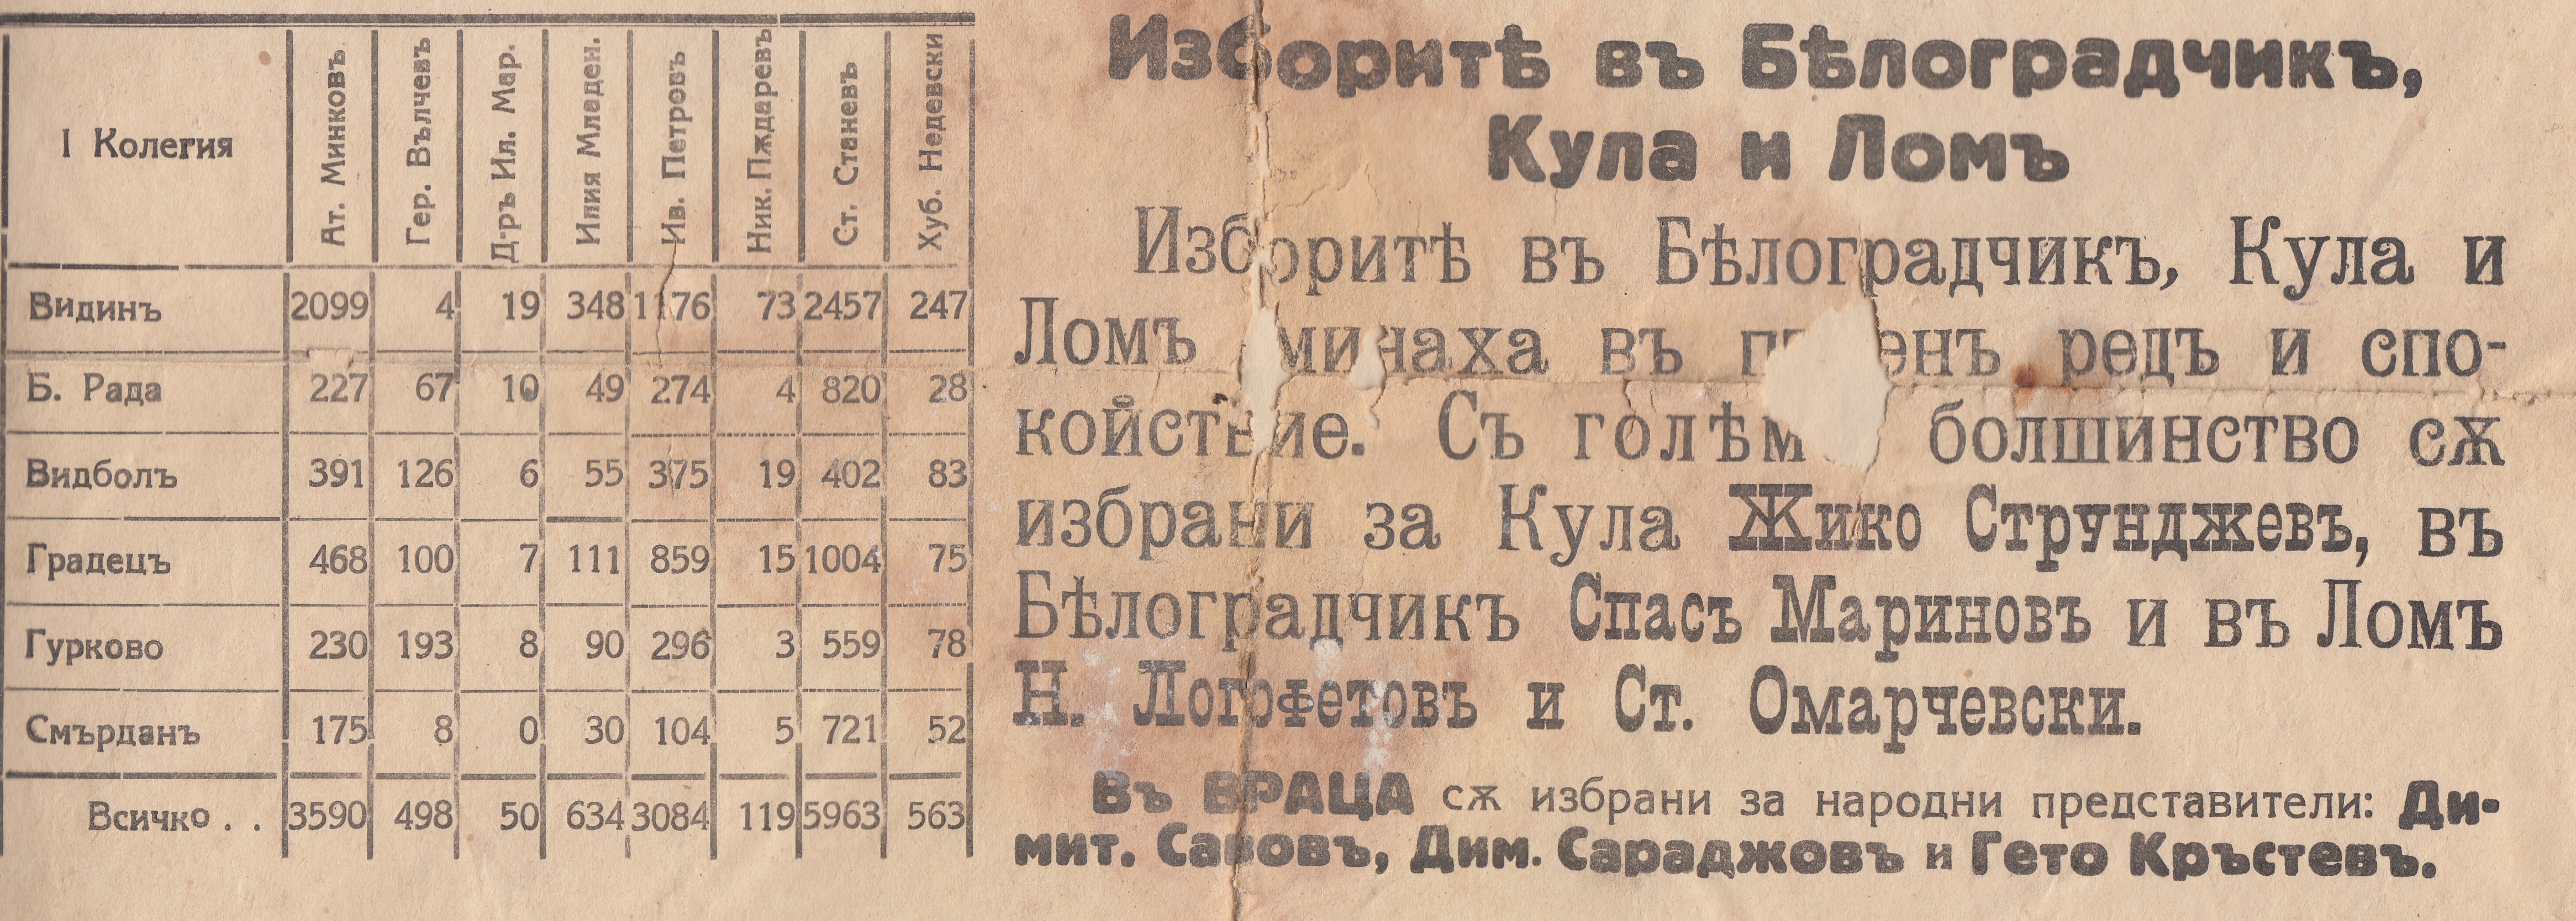 I Колегия Ат. Минковъ Гер. Вълчевъ Д-ръ Ил. Мар. Илия Младен. Ив. Петровъ Ник. Пѫдаревъ Ст. Станевъ Хуб. Недевски
Видинъ 2099 4 19 348 1176 73 2457 247
Б. Рада 227 67 10 49 274 4 820 28
Видболъ 391 126 6 55 375 19 402 83
Градецъ 468 100 7 111 859 15 1004 75
Гурково 230 193 8 90 296 3 559 78
Смърданъ 175 8 0 30 104 5 721 52
Всичко . . 3590 498 50 634 3084 119 5963 563
Изборитѣ въ Бѣлоградчикъ,
Кула и Ломъ
Изборитѣ въ Бѣлоградчикъ, Кула и
Ломъ минаха въ редъ и спо-
койствие. Съ болшинство сѫ
избрани за Кула Жико Струнджевъ, въ
Бѣлоградчикъ Спасъ Мариновъ и въ Ломъ
Н. Логофетовъ и Ст. Омарчевски.
Въ ВРАЦА сѫ избрани за народни представители: Ди-
мит. Савовъ, Дим. Сараджовъ и Гето Кръстевъ.